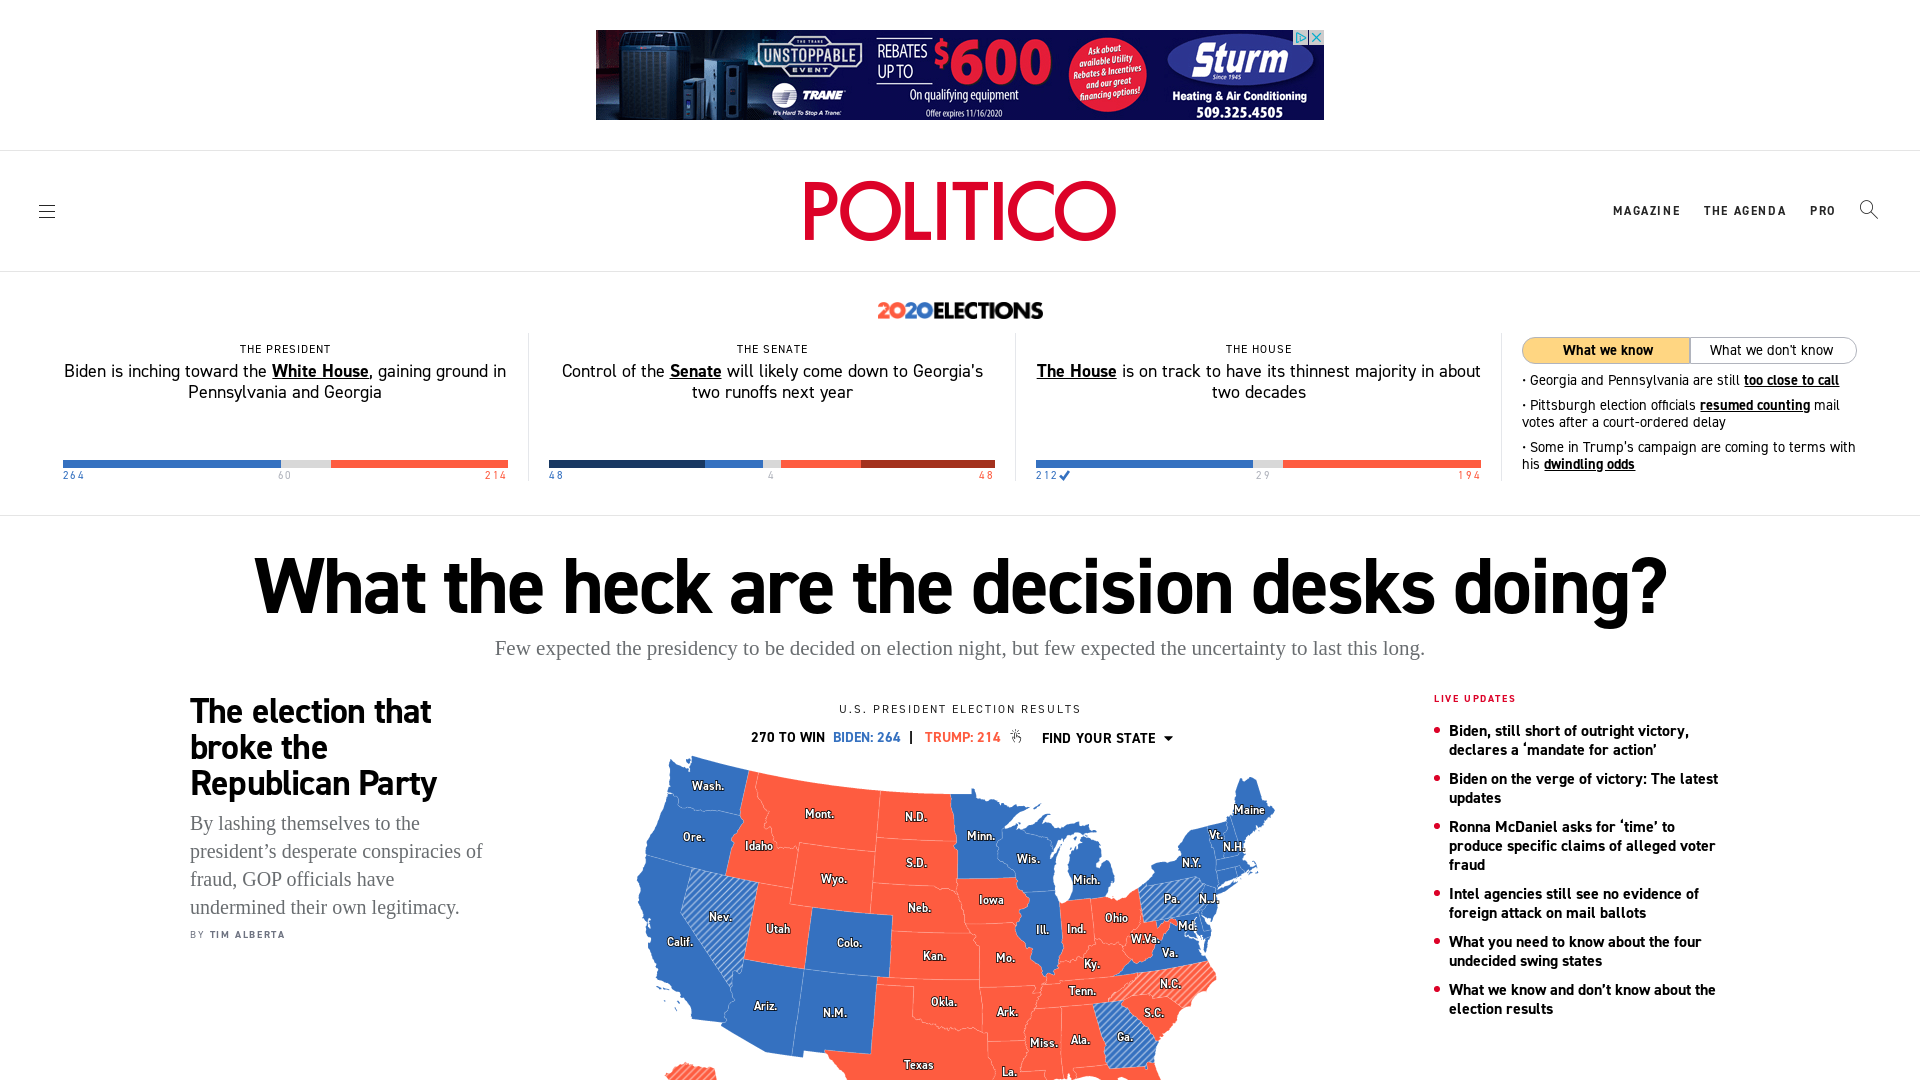 THE TRANE
UNSTOPPABLE
EVENT
TRANE
It's Hard To Stop A Trane.
REBATES
UP TO
$600
On qualifying equipment
Offer expires 11/16/2020
Ask about
available Utility
Rebates & Incentives
and our great
financing options!
Sturm
Since 1945
Heating & Air Conditioning
509.325.4505
POLITICO
MAGAZINE
THE AGENDA
PRO
2020ELECTIONS
THE PRESIDENT
Biden is inching toward the White House, gaining ground in
Pennsylvania and Georgia
264
60
214
THE SENATE
Control of the Senate will likely come down to Georgia’s
two runoffs next year
48
4
48
THE HOUSE
The House is on track to have its thinnest majority in about
two decades
212
29
194
What we know
What we don't know
· Georgia and Pennsylvania are still too close to call
· Pittsburgh election officials resumed counting mail
votes after a court-ordered delay
· Some in Trump’s campaign are coming to terms with
his dwindling odds
What the heck are the decision desks doing?
Few expected the presidency to be decided on election night, but few expected the uncertainty to last this long.
The election that
broke the
Republican Party
By lashing themselves to the
president’s desperate conspiracies of
fraud, GOP officials have
undermined their own legitimacy.
BY TIM ALBERTA
U.S. PRESIDENT ELECTION RESULTS
270 TO WIN BIDEN: 264 | TRUMP: 214
FIND YOUR STATE
Wash.
Ore.
Calif.
Nev.
Idaho
Mont.
Wyo.
Utah
Colo.
Ariz.
N.M.
N.D.
S.D.
Neb.
Kan.
Okla.
Texas
Minn.
Iowa
Mo.
Ark.
La.
Wis.
Ill.
Mich.
Ind.
Ohio
Ky.
Tenn.
Miss.
Ala.
Ga.
S.C.
N.C.
Va.
W.Va.
Md.
Pa.
N.J.
N.Y.
Vt.
N.H.
Maine
LIVE UPDATES
Biden, still short of outright victory,
declares a ‘mandate for action’
Biden on the verge of victory: The latest
updates
Ronna McDaniel asks for ‘time’ to
produce specific claims of alleged voter
fraud
Intel agencies still see no evidence of
foreign attack on mail ballots
What you need to know about the four
undecided swing states
What we know and don’t know about the
election results